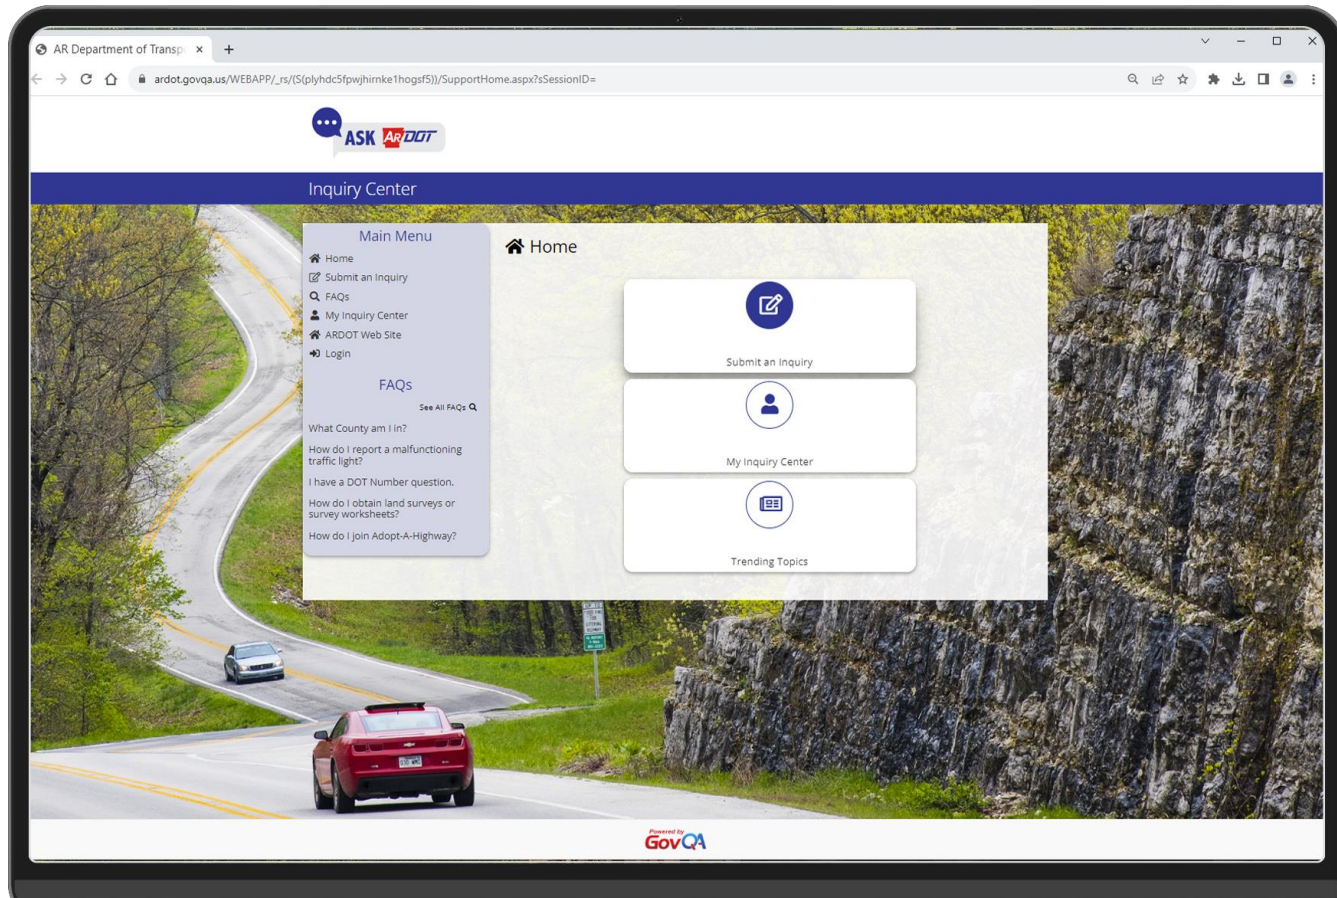 AR Department of Transp
ardot.govqa.us/WEBAPP/_rs/(S(plyhdc5fpwjhirnke1hogsf5))/SupportHome.aspx?sSessionID=
ASK ARDOT
Inquiry Center
Main Menu
Home
Submit an Inquiry
FAQs
My Inquiry Center
ARDOT Web Site
Login
FAQs
See All FAQs
What County am I in?
How do I report a malfunctioning
traffic light?
I have a DOT Number question.
How do I obtain land surveys or
survey worksheets?
How do I join Adopt-A-Highway?
Home
Submit an Inquiry
My Inquiry Center
Trending Topics
Powered by
GovQA